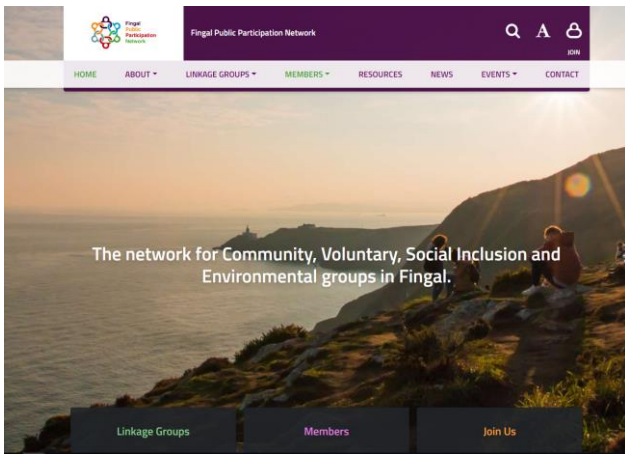 Fingal
Public
Participation
Network
Fingal Public Participation Network
A
JOIN
HOME ABOUT LINKAGE GROUPS MEMBERS RESOURCES NEWS EVENTS CONTACT
The network for Community, Voluntary, Social Inclusion and
Environmental groups in Fingal.
Linkage Groups Members Join Us